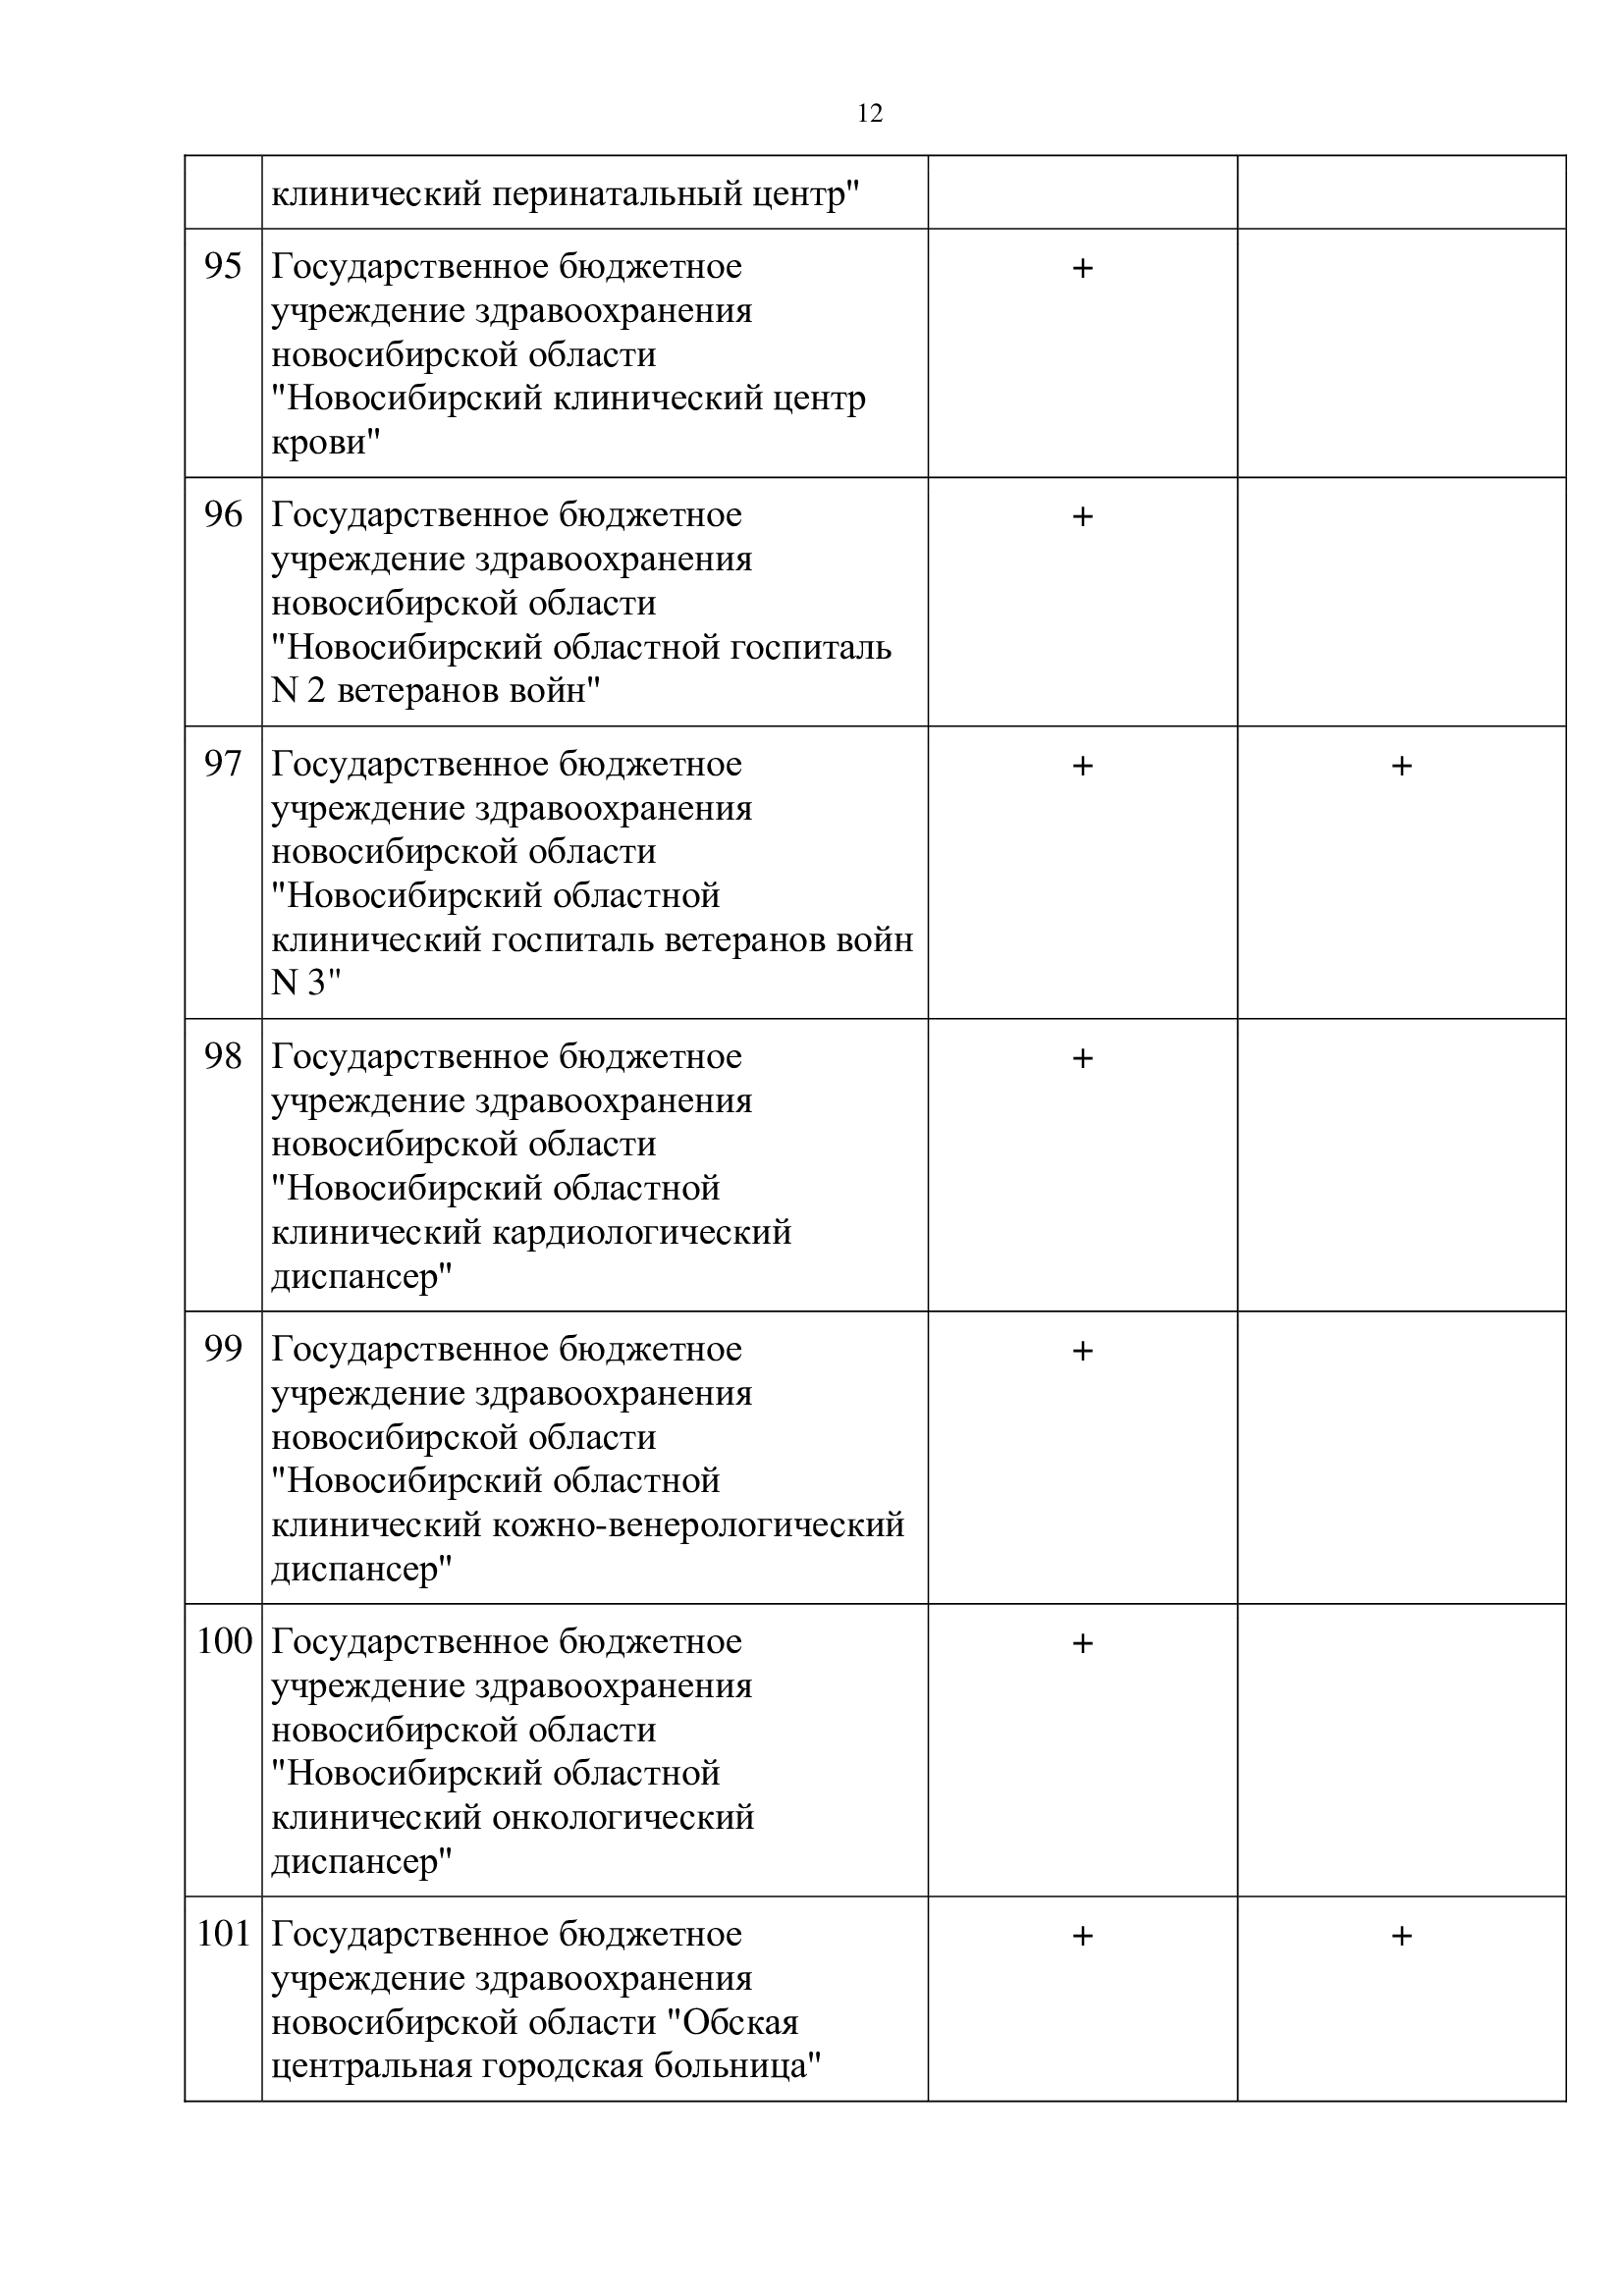 12
клинический перинатальный центр"
95 Государственное бюджетное +
учреждение здравоохранения
новосибирской области
"Новосибирский клинический центр
крови"
96 Государственное бюджетное +
учреждение здравоохранения
новосибирской области
"Новосибирский областной госпиталь
N 2 ветеранов войн"
97 Государственное бюджетное + +
учреждение здравоохранения
новосибирской области
"Новосибирский областной
клинический госпиталь ветеранов войн
N 3"
98 Государственное бюджетное +
учреждение здравоохранения
новосибирской области
"Новосибирский областной
клинический кардиологический
диспансер"
99 Государственное бюджетное +
учреждение здравоохранения
новосибирской области
"Новосибирский областной
клинический кожно-венерологический
диспансер"
100 Государственное бюджетное +
учреждение здравоохранения
новосибирской области
"Новосибирский областной
клинический онкологический
диспансер"
101 Государственное бюджетное + +
учреждение здравоохранения
новосибирской области "Обская
центральная городская больница"